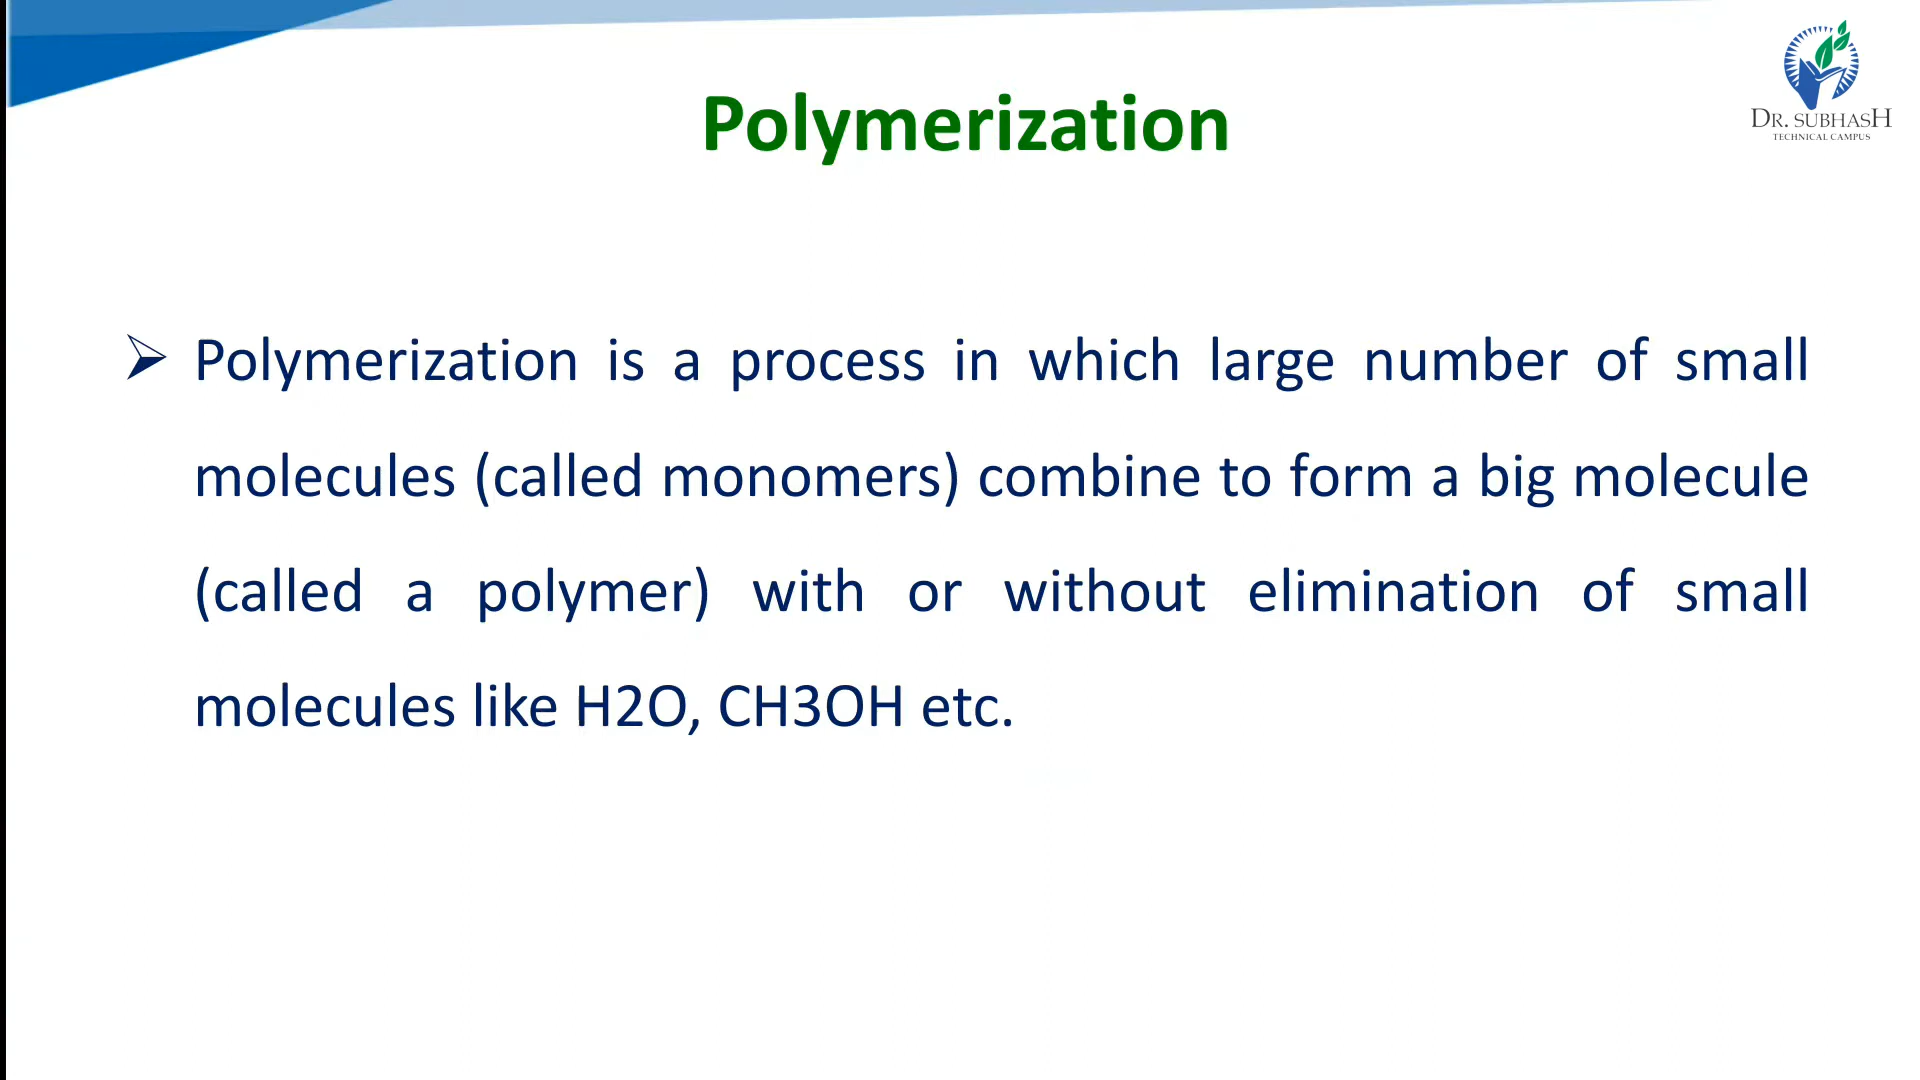 DR. SUBHASH
TECHNICAL CAMPUS
Polymerization
➢ Polymerization is a process in which large number of small
molecules (called monomers) combine to form a big molecule
(called a polymer) with or without elimination of small
molecules like H2O, CH3OH etc.